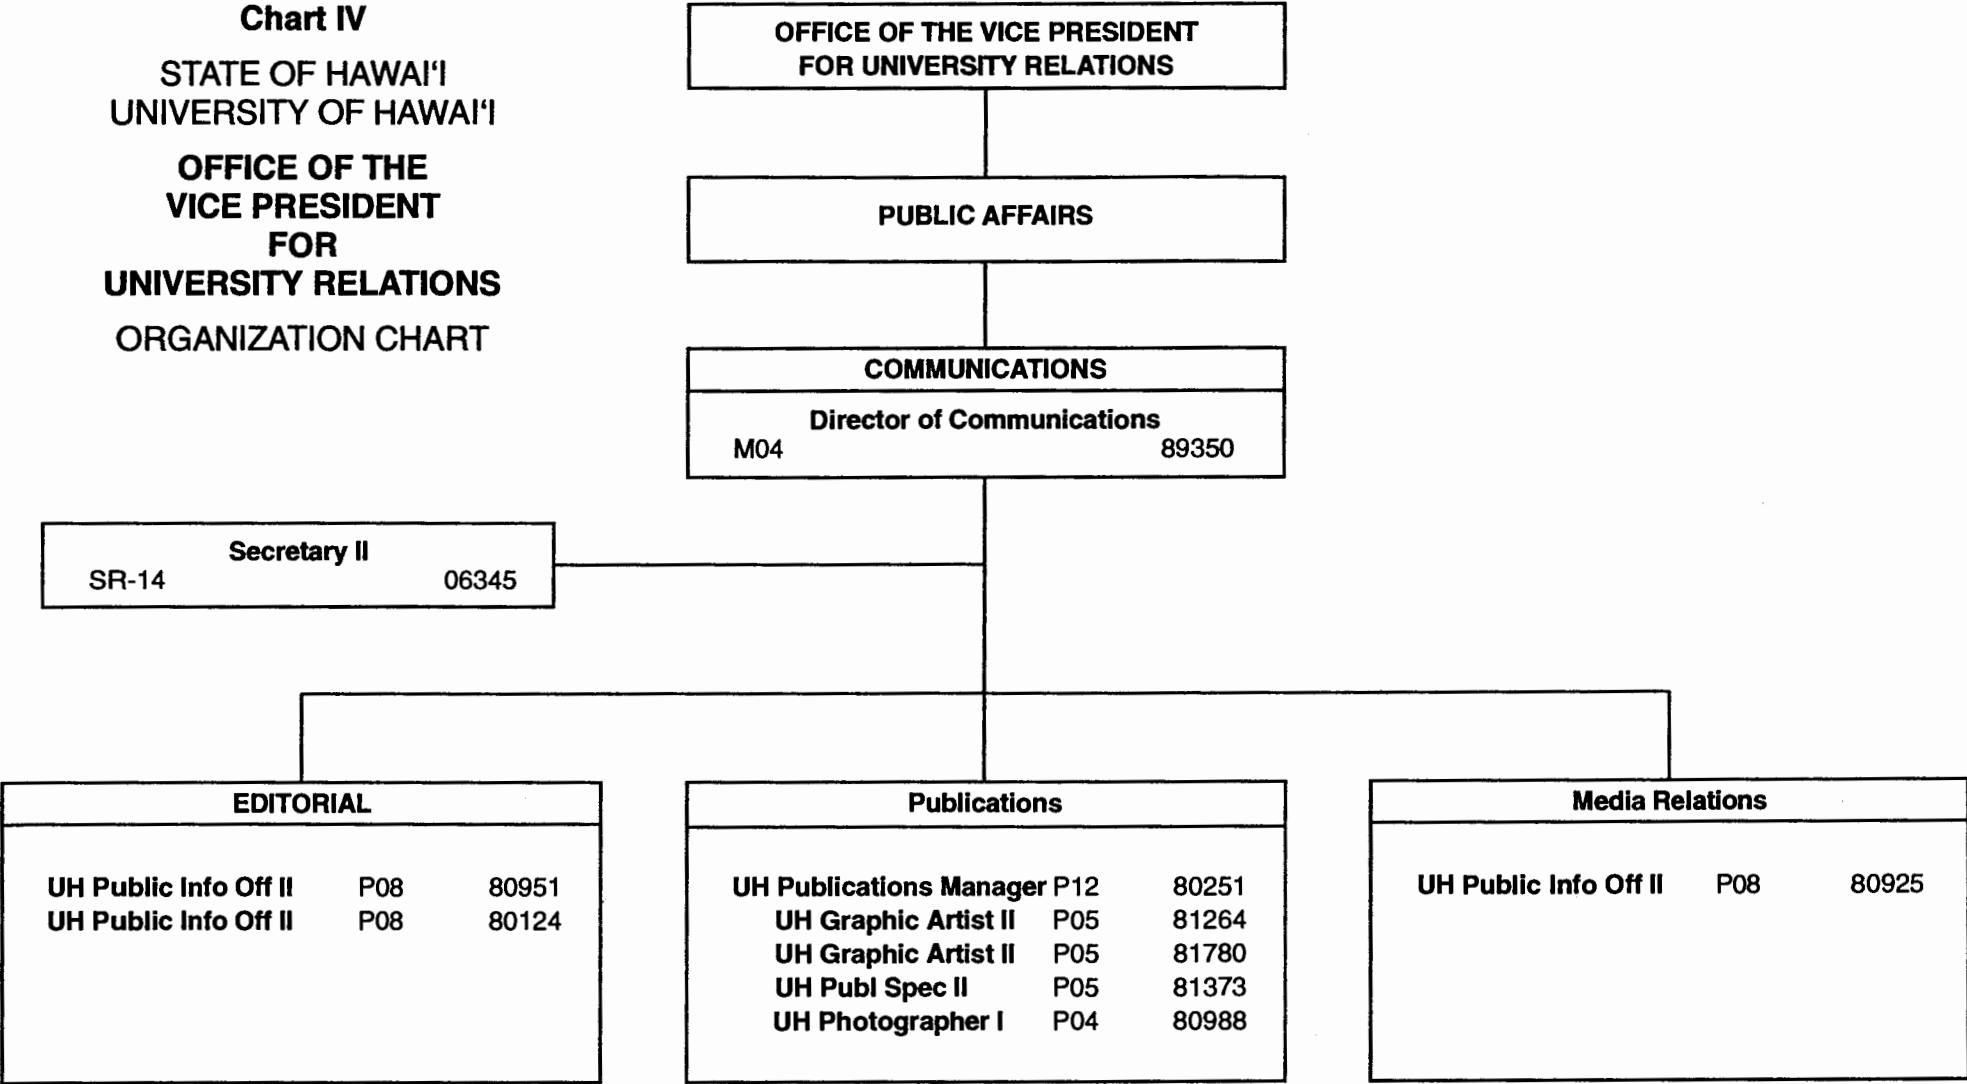 Chart IV
STATE OF HAWAI'I
UNIVERSITY OF HAWAI'I
OFFICE OF THE
VICE PRESIDENT
FOR
UNIVERSITY RELATIONS
ORGANIZATION CHART
OFFICE OF THE VICE PRESIDENT
FOR UNIVERSITY RELATIONS
PUBLIC AFFAIRS
COMMUNICATIONS
Director of Communications
M04 89350
Secretary II
SR-14 06345
EDITORIAL
UH Public Info Off II P08 80951
UH Public Info Off II P08 80124
Publications
UH Publications Manager P12 80251
UH Graphic Artist II P05 81264
UH Graphic Artist II P05 81780
UH Publ Spec II P05 81373
UH Photographer I P04 80988
Media Relations
UH Public Info Off II P08 80925